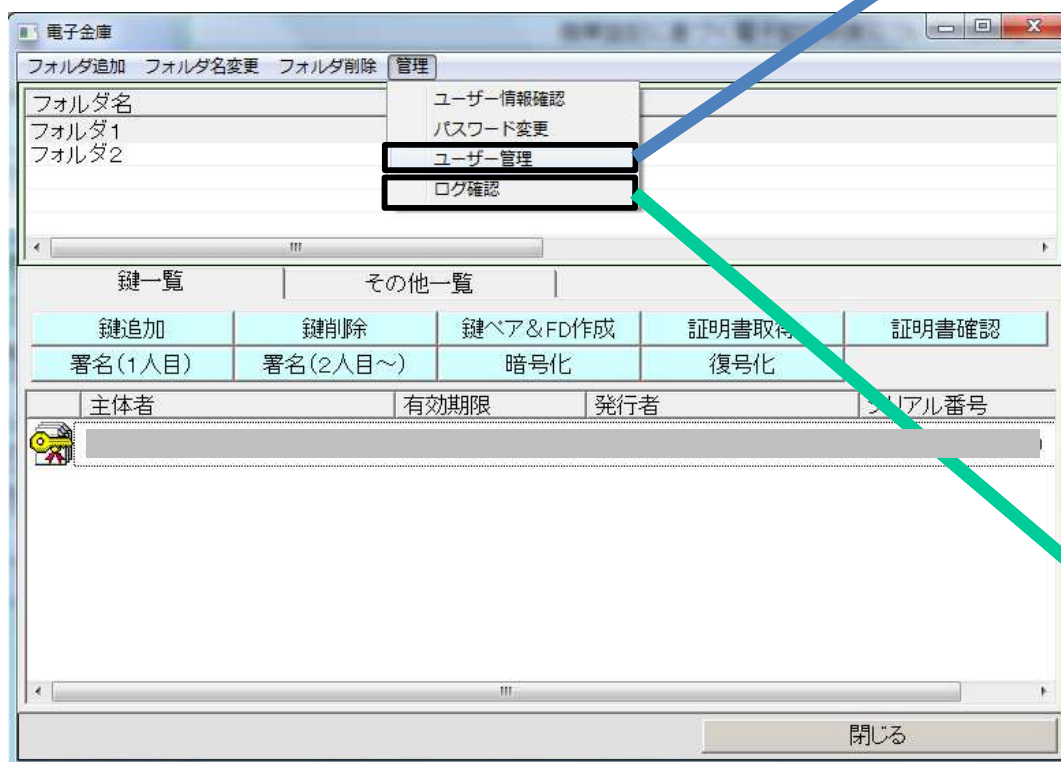 電子金庫
フォルダ追加 フォルダ名変更 フォルダ削除 管理
ユーザー情報確認
パスワード変更
ユーザー管理
ログ確認
フォルダ名
フォルダ1
フォルダ2
鍵一覧 その他一覧
鍵追加 鍵削除 鍵ペア&FD作成 証明書取得 証明書確認
署名(1人目) 署名(2人目~) 暗号化 復号化
主体者 有効期限 発行者 シリアル番号
閉じる